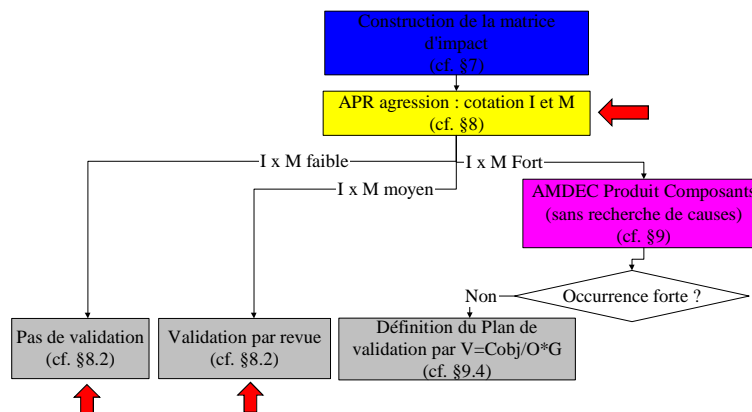 Construction de la matrice
d'impact
(cf. §7)
APR agression : cotation I et M
(cf. §8)
I x M faible
I x M Fort
I x M moyen
AMDEC Produit Composants
(sans recherche de causes)
(cf. §9)
Non
Occurrence forte ?
Pas de validation
(cf. §8.2)
Validation par revue
(cf. §8.2)
Définition du Plan de
validation par V=Cobj/O*G
(cf. §9.4)